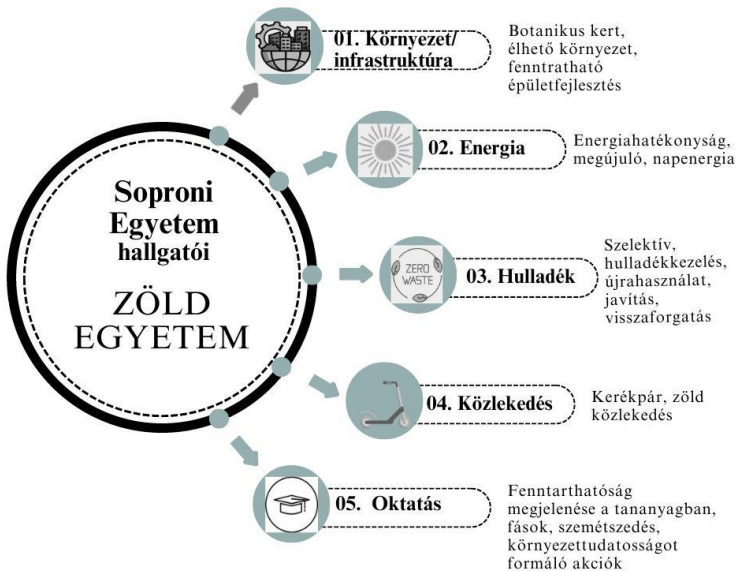 Soproni
Egyetem
hallgatói
ZÖLD
EGYETEM
01. Környezet/
infrastruktúra
Botanikus kert,
élhető környezet,
fenntratható
épületfejlesztés
02. Energia
Energiahatékonyság,
megújuló, napenergia
ZERO
WASTE
03. Hulladék
Szelektív,
hulladékkezelés,
újrahasználat,
javítás,
visszaforgatás
04. Közlekedés
Kerékpár, zöld
közlekedés
05. Oktatás
Fenntarthatóság
megjelenése a tananyagban,
fások, szemétszedés,
környezettudatosságot
formáló akciók